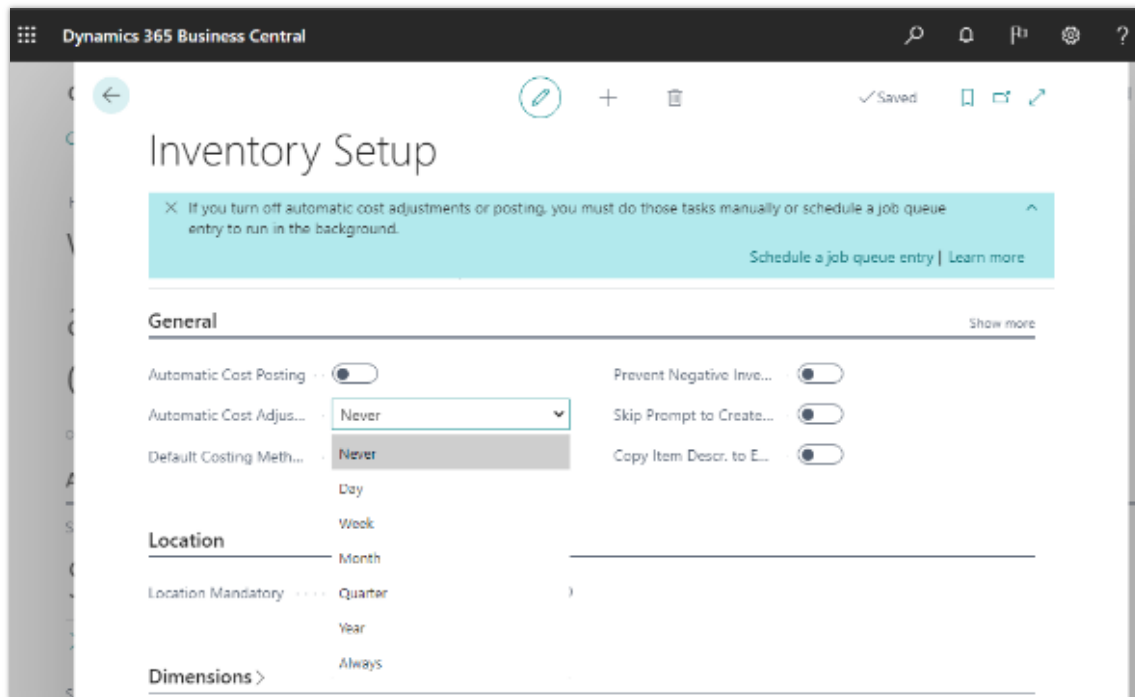 Dynamics 365 Business Central
Saved
Inventory Setup
If you turn off automatic cost adjustments or posting, you must do those tasks manually or schedule a job queue
entry to run in the background.
Schedule a job queue entry | Learn more
General
Show more
Automatic Cost Posting
Prevent Negative Inve...
Automatic Cost Adjus...
Never
Skip Prompt to Create...
Default Costing Meth...
Never
Copy Item Descr. to E...
Day
Week
Location
Month
Location Mandatory
Quarter
Year
Always
Dimensions